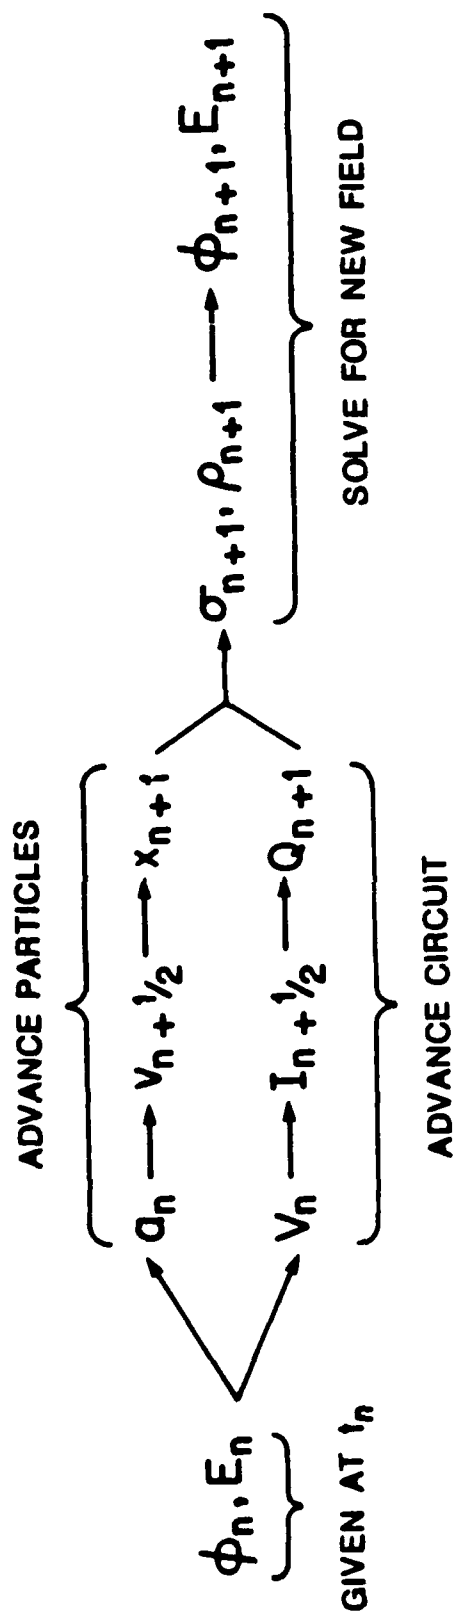 ADVANCE PARTICLES
aₙ → vₙ₊½ → xₙ₊₁
ϕₙ, Eₙ
GIVEN AT tₙ
Vₙ → Iₙ₊½ → Qₙ₊₁
ADVANCE CIRCUIT
σₙ₊₁, ρₙ₊₁ → ϕₙ₊₁, Eₙ₊₁
SOLVE FOR NEW FIELD